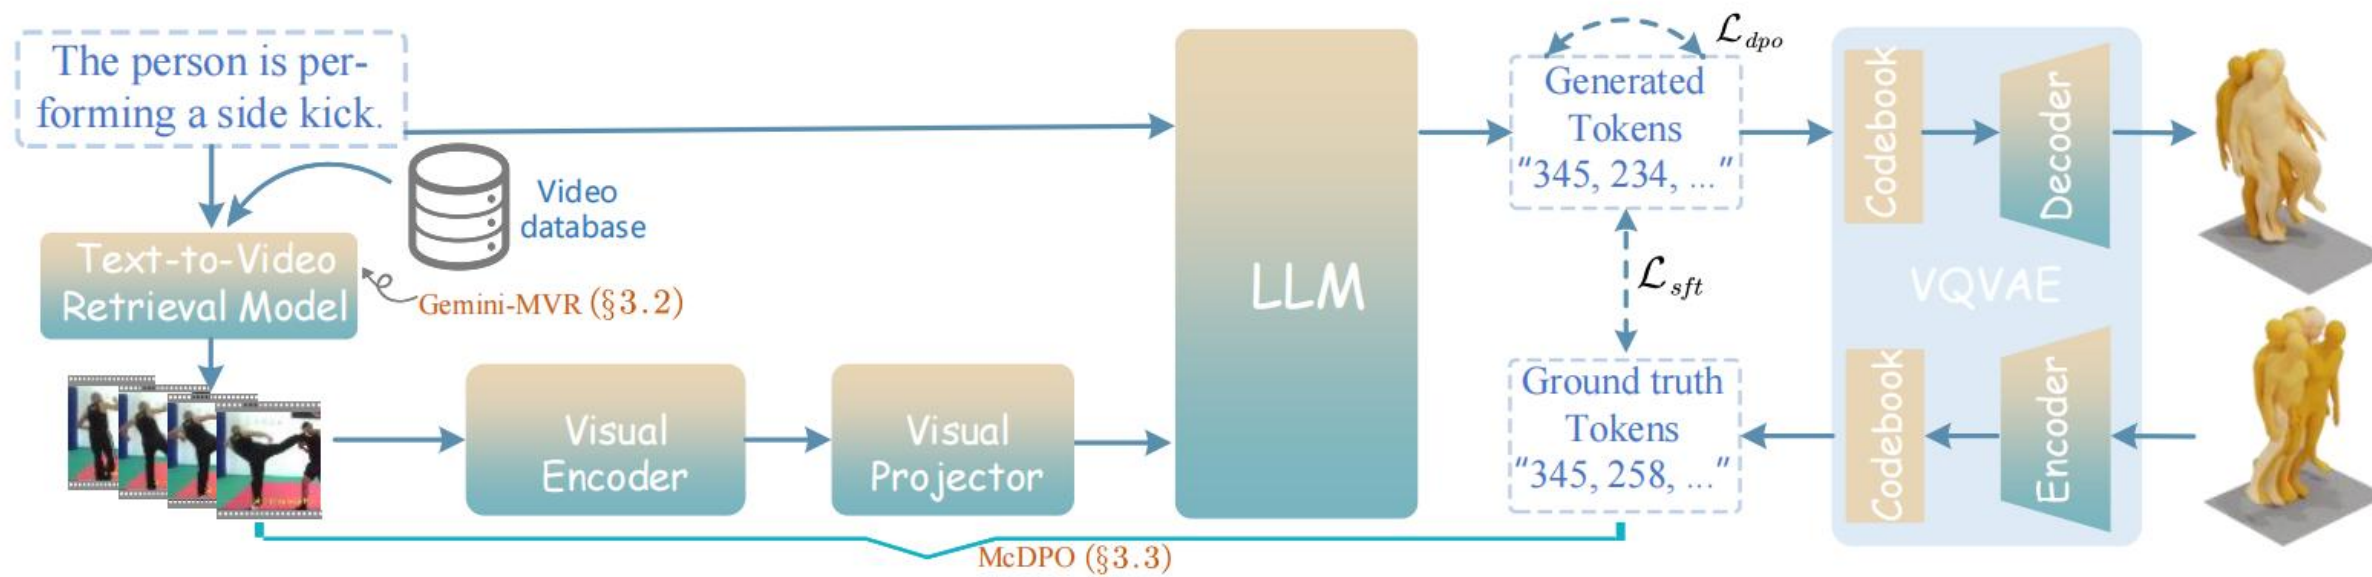 The person is per-
forming a side kick.
Video
database
Text-to-Video
Retrieval Model
Gemini-MVR (§3.2)
Visual
Encoder
Visual
Projector
LLM
McDPO (§3.3)
Generated
Tokens
"345, 234, ..."
ℒdpo
ℒsft
Ground truth
Tokens
"345, 258, ..."
Codebook
Decoder
VQVAE
Codebook
Encoder